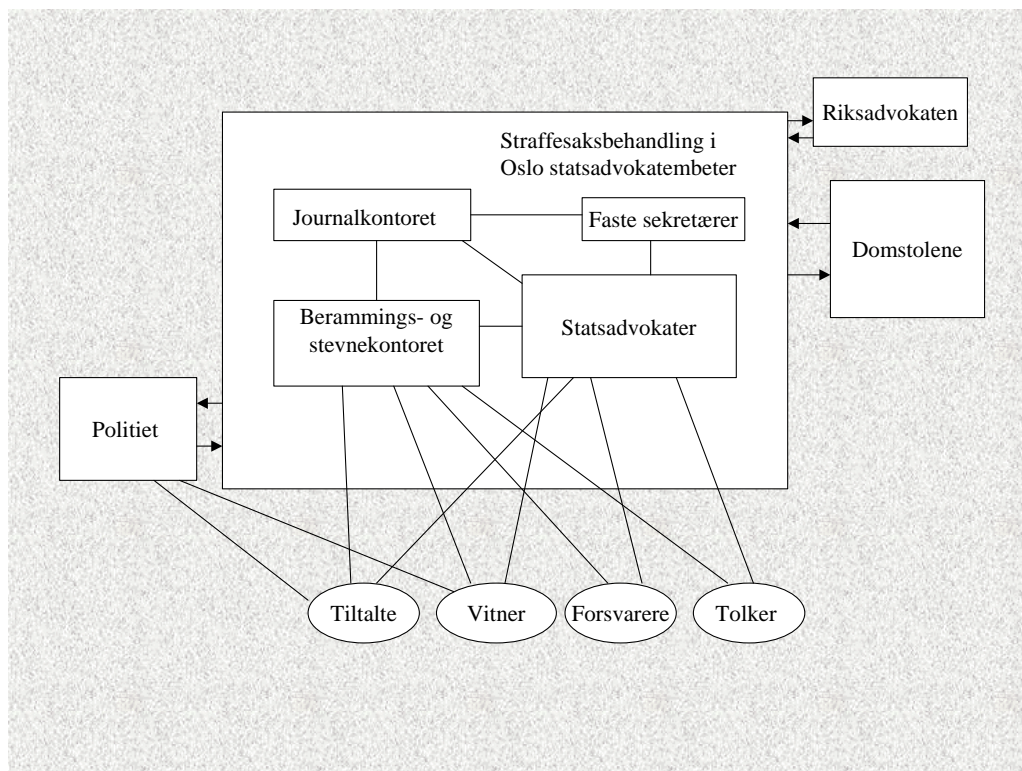 Riksadvokaten
Straffesaksbehandling i
Oslo statsadvokatembeter
Journalkontoret
Faste sekretærer
Domstolene
Berammings- og
stevnekontoret
Statsadvokater
Politiet
Tiltalte
Vitner
Forsvarere
Tolker